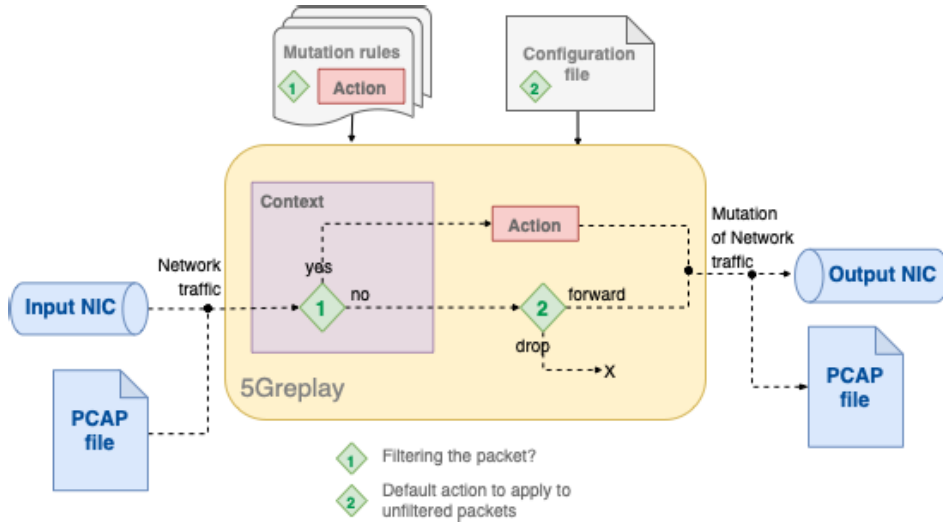 Mutation rules
1
Action
Configuration
file
2
Context
Action
Mutation
of Network
traffic
yes
Network
traffic
Output NIC
Input NIC
1
no
2
forward
drop
X
5Greplay
PCAP
file
PCAP
file
1
Filtering the packet?
2
Default action to apply to
unfiltered packets